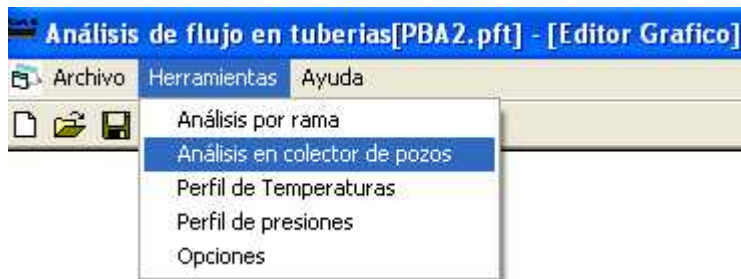 Análisis de flujo en tuberias[PBA2.pft] - [Editor Grafico]
Archivo Herramientas Ayuda
Análisis por rama
Análisis en colector de pozos
Perfil de Temperaturas
Perfil de presiones
Opciones